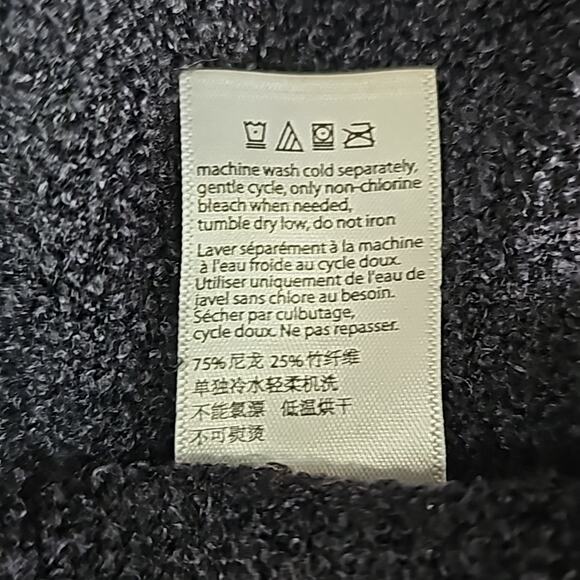 machine wash cold separately,
gentle cycle, only non-chlorine
bleach when needed,
tumble dry low, do not iron
Laver séparément à la machine
à l'eau froide au cycle doux.
Utiliser uniquement de l'eau de
javel sans chlore au besoin.
Sécher par culbutage,
cycle doux. Ne pas repasser.
75%尼龙 25%竹纤维
单独冷水轻柔机洗
不能氯漂 低温烘干
不可熨烫